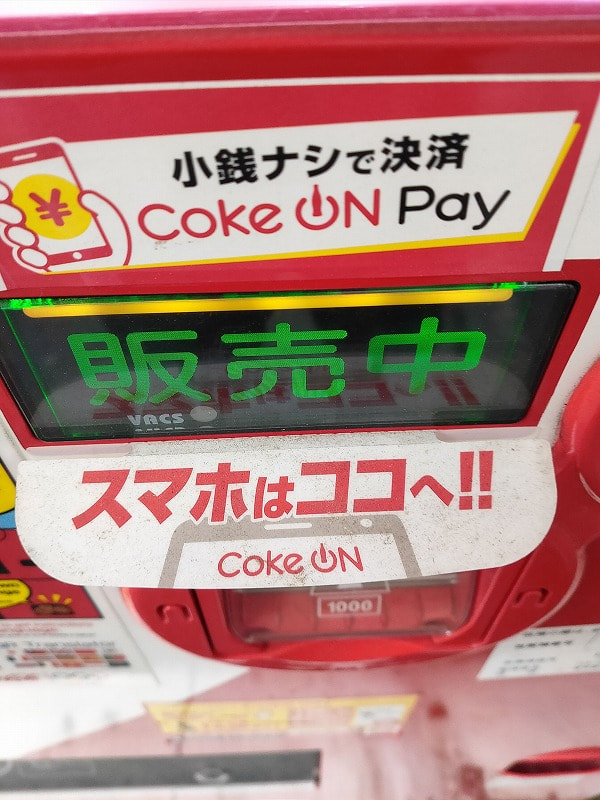 小銭ナシで決済
Coke ON Pay
¥
販売中
VACS
スマホはココへ!!
Coke ON
1000